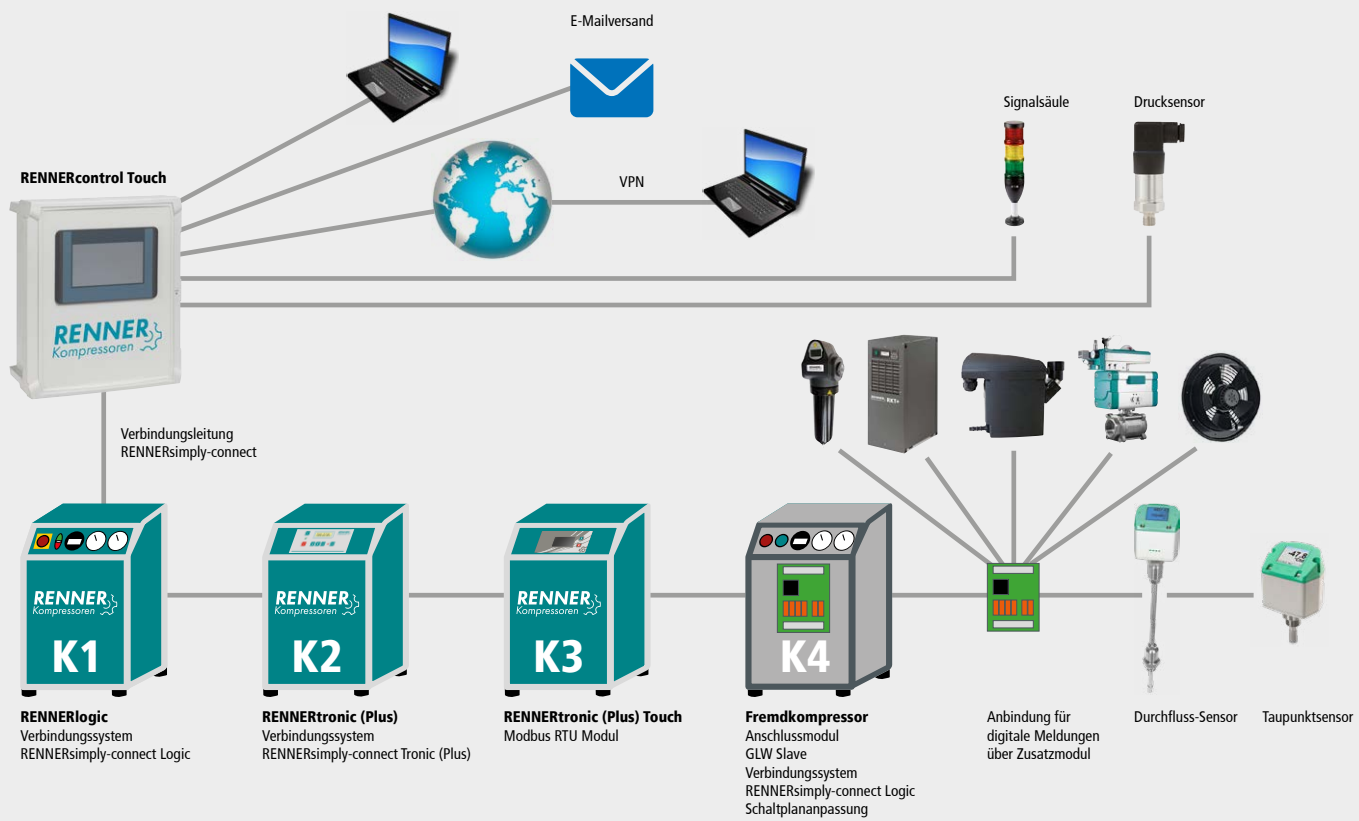 E-Mailversand
Signalsäule
Drucksensor
RENNERcontrol Touch
VPN
RENNER
Kompressoren
Verbindungsleitung
RENNERsimply-connect
RENNER
Kompressoren
K1
RENNER
Kompressoren
K2
RENNER
Kompressoren
K3
K4
RENNERlogic
Verbindungssystem
RENNERsimply-connect Logic
RENNERtronic (Plus)
Verbindungssystem
RENNERsimply-connect Tronic (Plus)
RENNERtronic (Plus) Touch
Modbus RTU Modul
Fremdkompressor
Anschlussmodul
GLW Slave
Verbindungssystem
RENNERsimply-connect Logic
Schaltplananpassung
Anbindung für
digitale Meldungen
über Zusatzmodul
Durchfluss-Sensor
Taupunktsensor